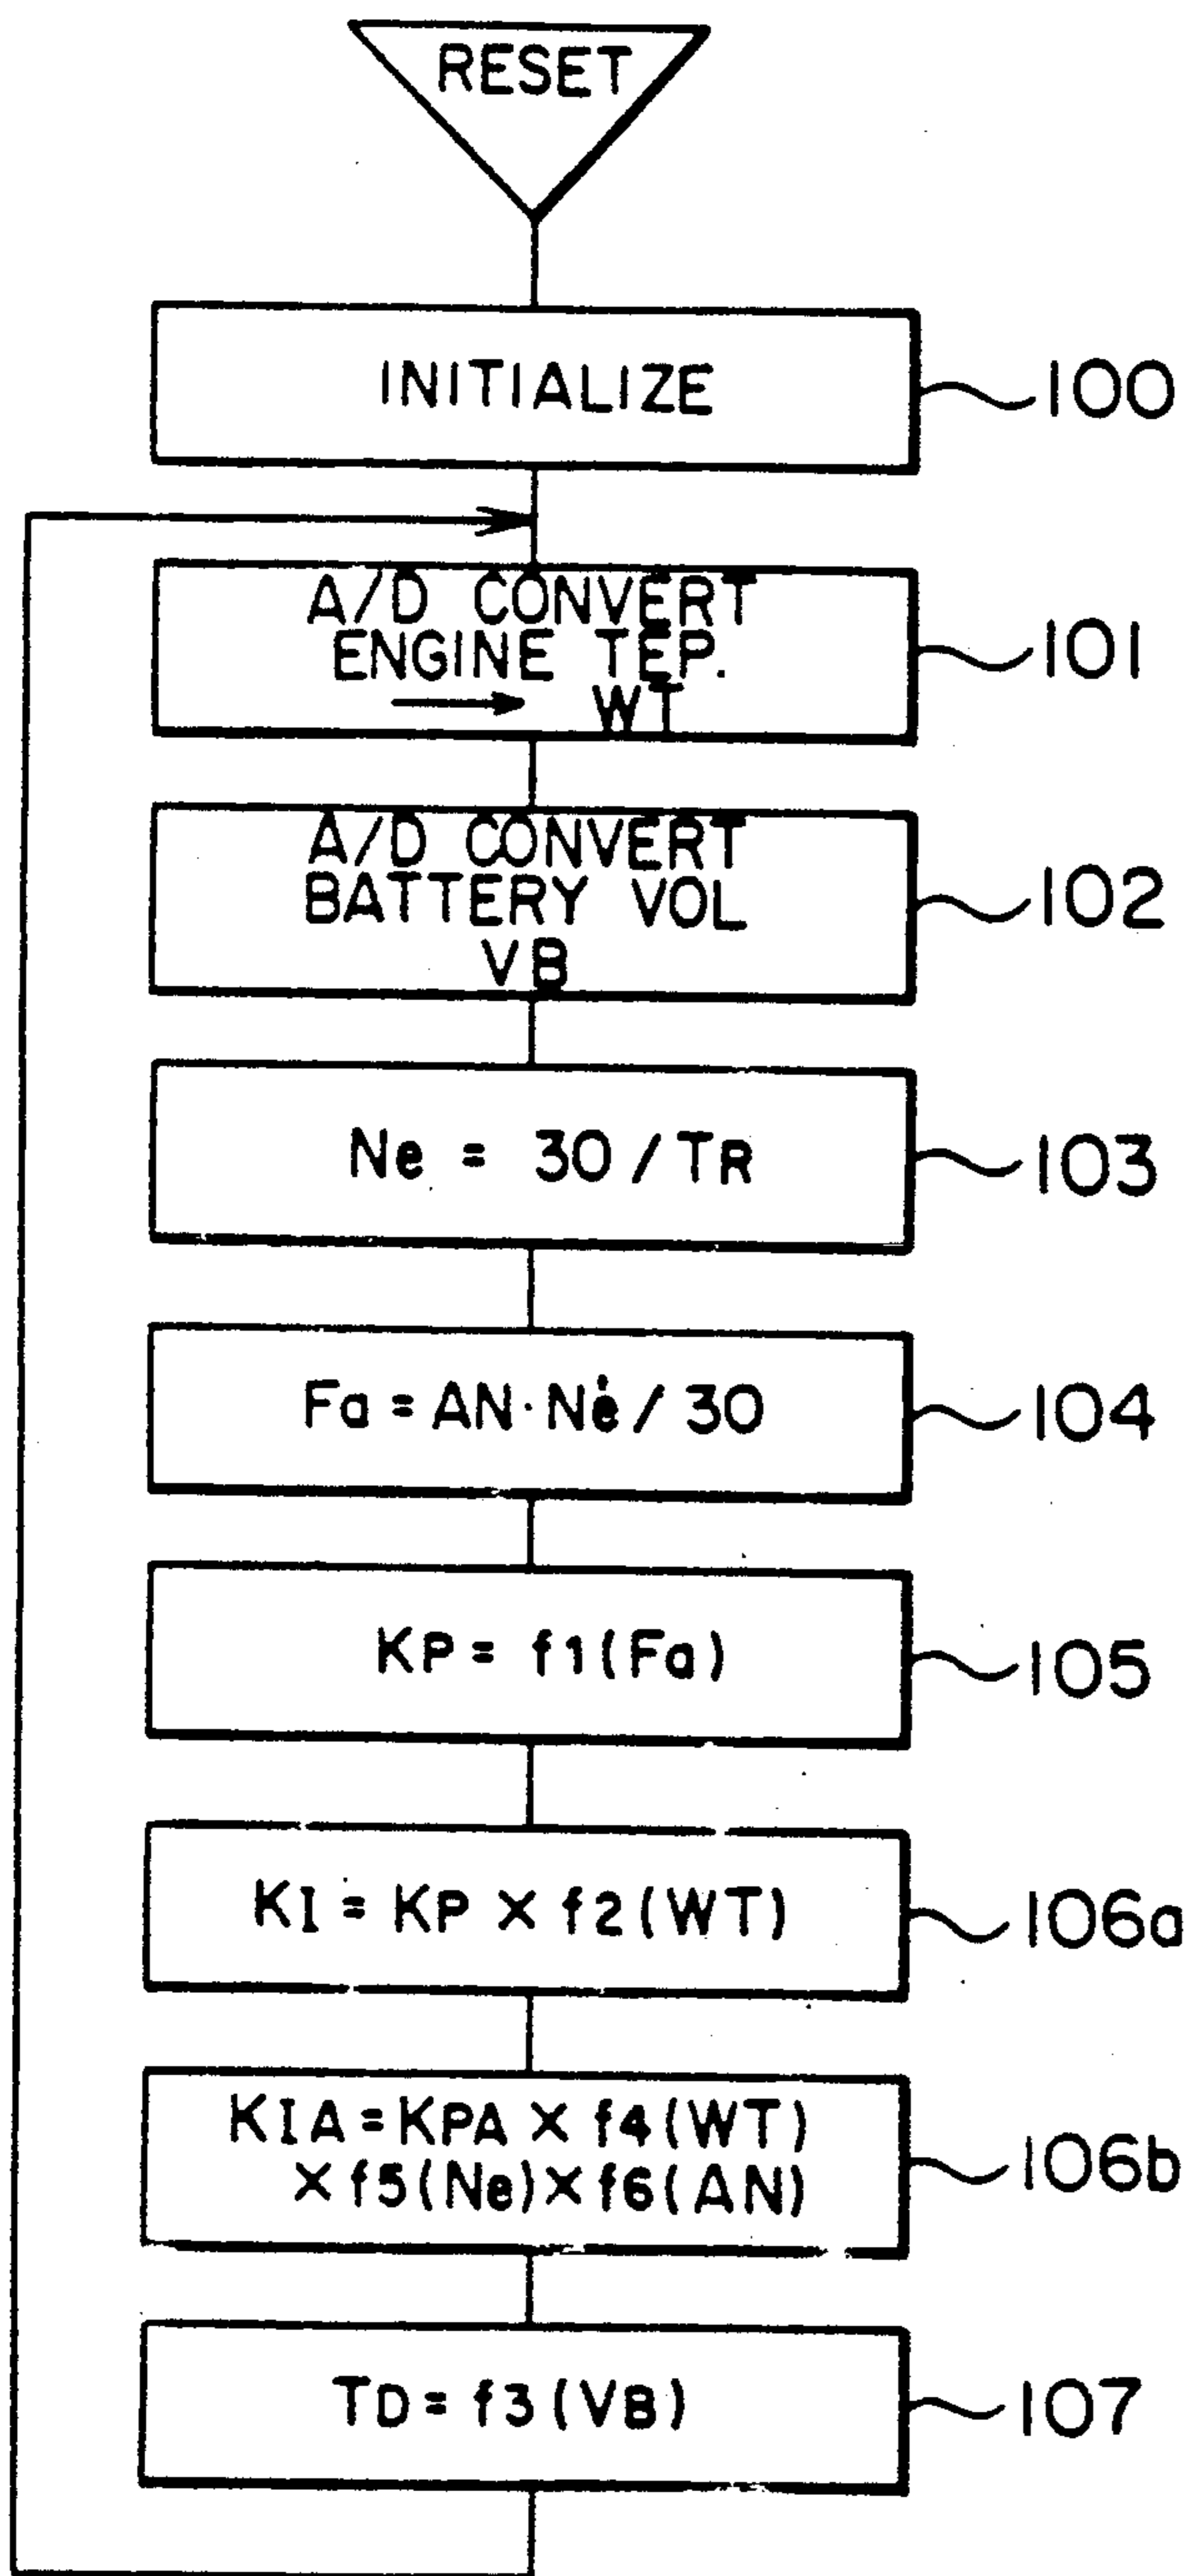 RESET
INITIALIZE
100
A/D CONVERT
ENGINE TEP.
→ WT
101
A/D CONVERT
BATTERY VOL
VB
102
Ne = 30 / TR
103
Fa = AN·Ne / 30
104
KP = f1(Fa)
105
KI = KP × f2(WT)
106a
KIA = KPA × f4(WT)
× f5(Ne) × f6(AN)
106b
TD = f3(VB)
107